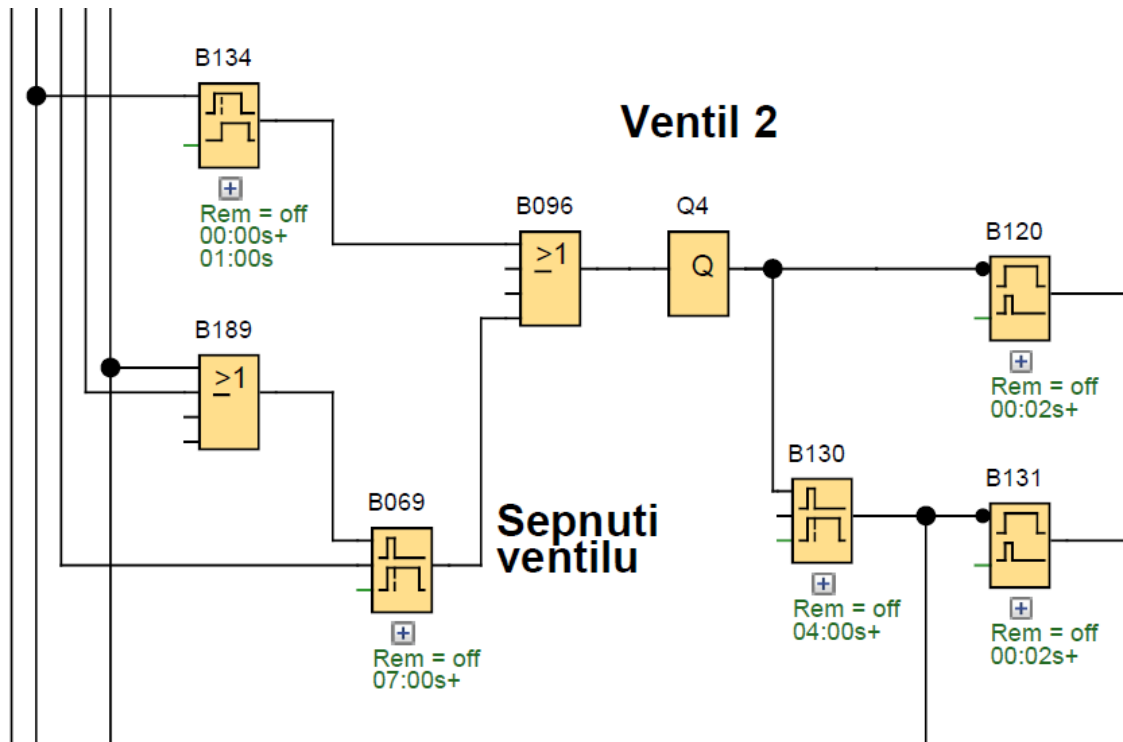 B134
Rem = off
00:00s+
01:00s
Ventil 2
B096
≥1
Q4
Q
B120
Rem = off
00:02s+
B189
≥1
B069
Rem = off
07:00s+
Sepnuti
ventilu
B130
Rem = off
04:00s+
B131
Rem = off
00:02s+